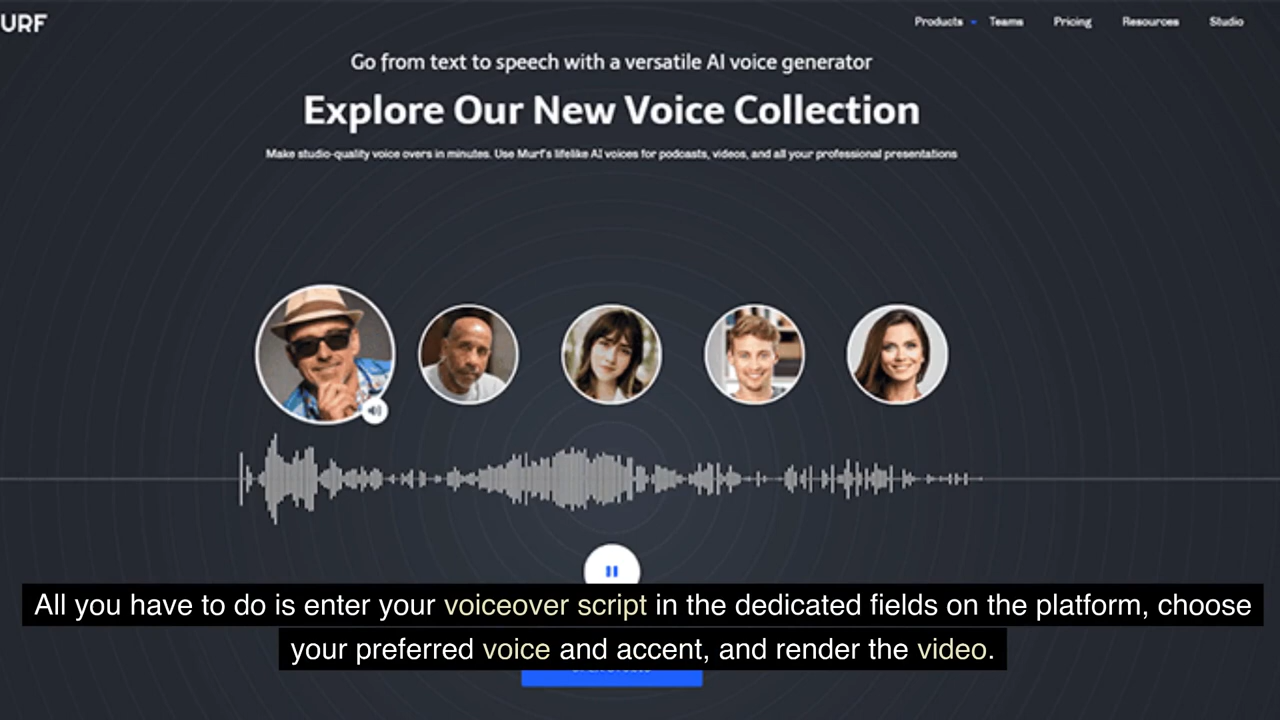 URF
Products Teams Pricing Resources Studio
Go from text to speech with a versatile AI voice generator
Explore Our New Voice Collection
Make studio-quality voice overs in minutes. Use Murf's lifelike AI voices for podcasts, videos, and all your professional presentations
All you have to do is enter your voiceover script in the dedicated fields on the platform, choose
your preferred voice and accent, and render the video.